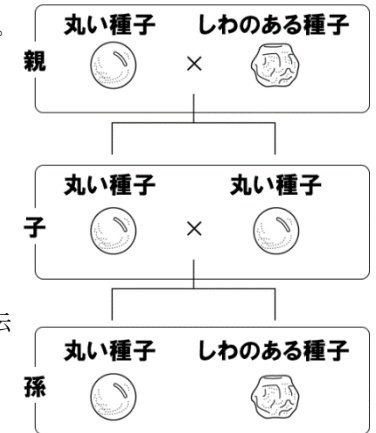 丸い種子 しわのある種子
。
親
×
丸い種子 丸い種子
子
×
伝
丸い種子 しわのある種子
孫